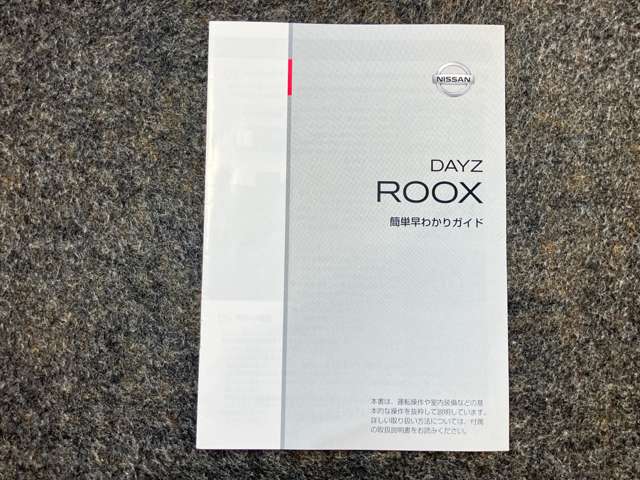 NISSAN
DAYZ
ROOX
簡単早わかりガイド
本書は、運転操作や室内装備などの基
本的な操作を抜粋して説明しています。
詳しい取り扱い方法については、付属
の取扱説明書をお読みください。